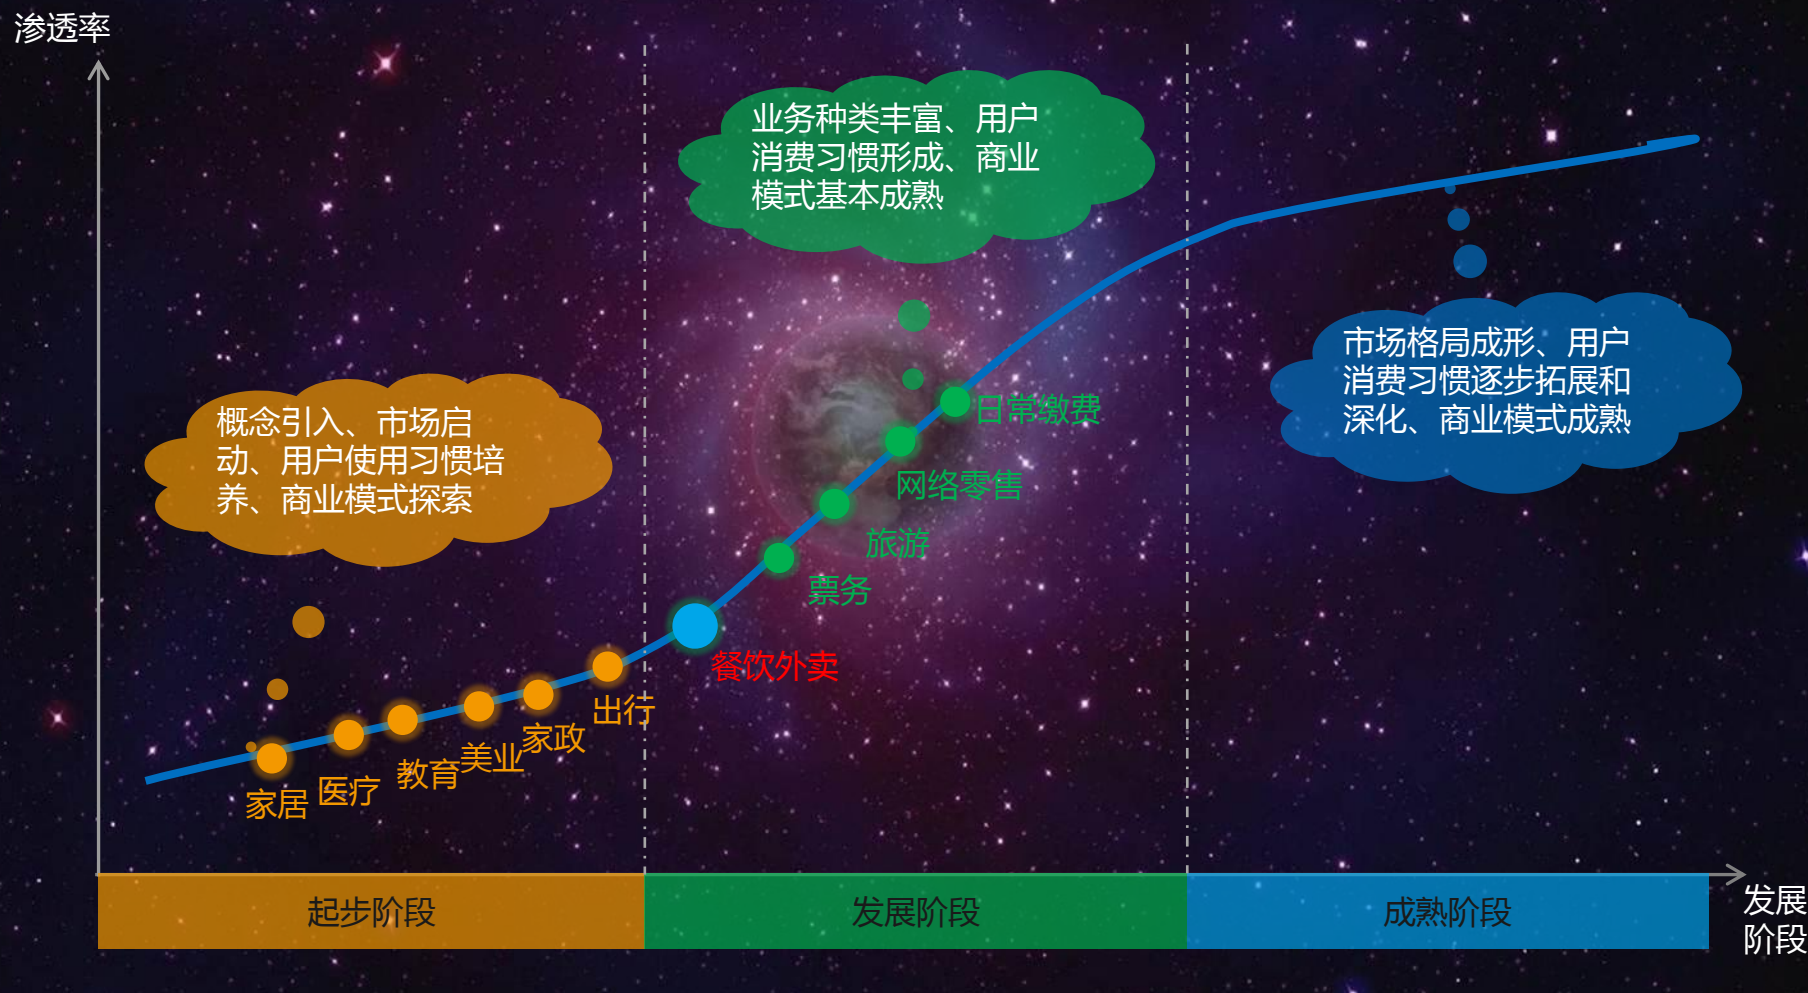 渗透率
业务种类丰富、用户
消费习惯形成、商业
模式基本成熟
市场格局成形、用户
消费习惯逐步拓展和
深化、商业模式成熟
概念引入、市场启
动、用户使用习惯培
养、商业模式探索
日常缴费
网络零售
旅游
票务
餐饮外卖
出行
家政
美业
教育
医疗
家居
起步阶段
发展阶段
成熟阶段
发展
阶段